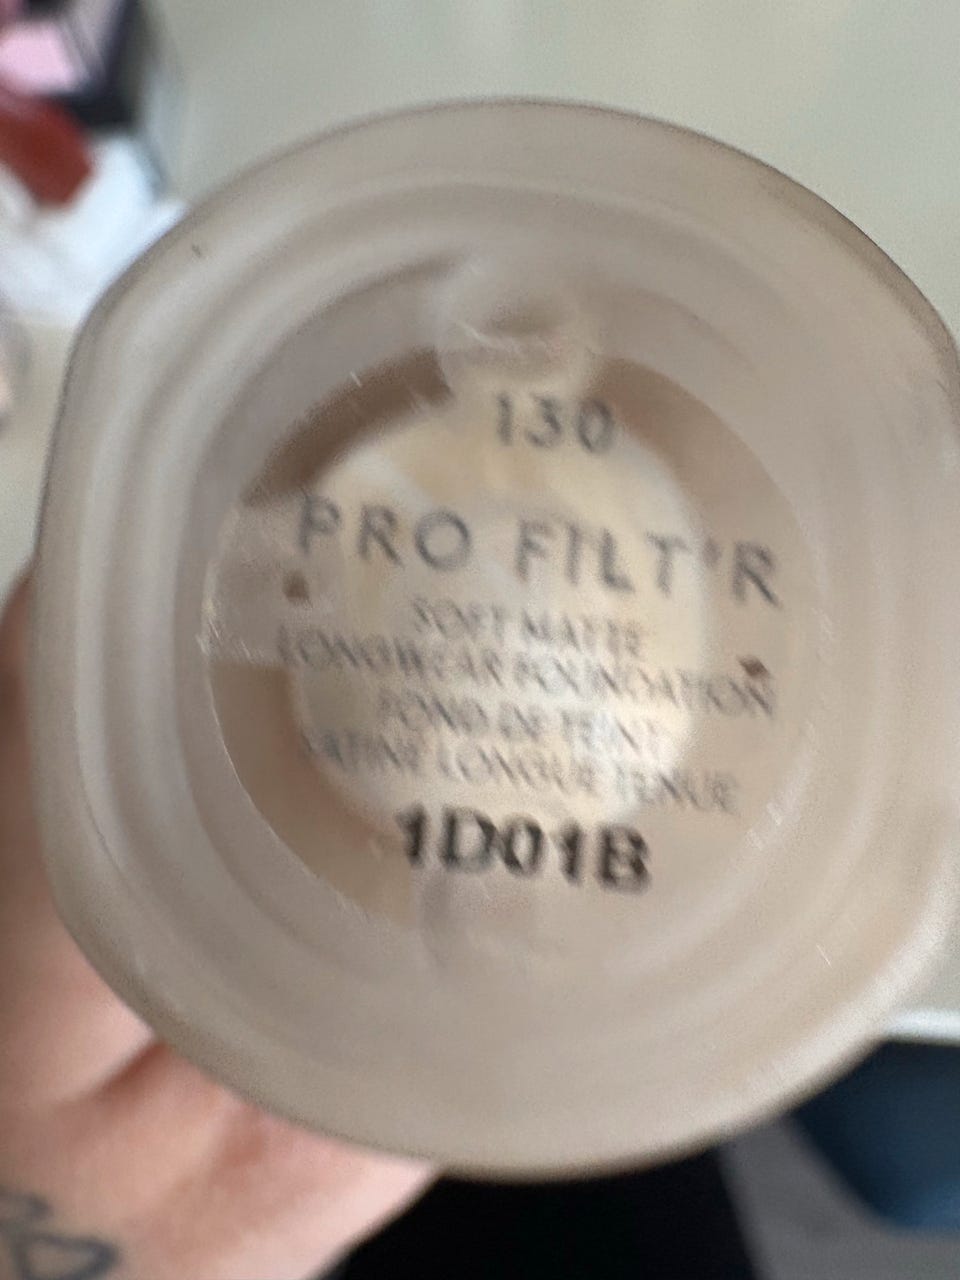 130
PRO FILT'R
SOFT MATTE
LONGWEAR FOUNDATION
FOND DE TEINT
LONGUE TENUE
1D01B